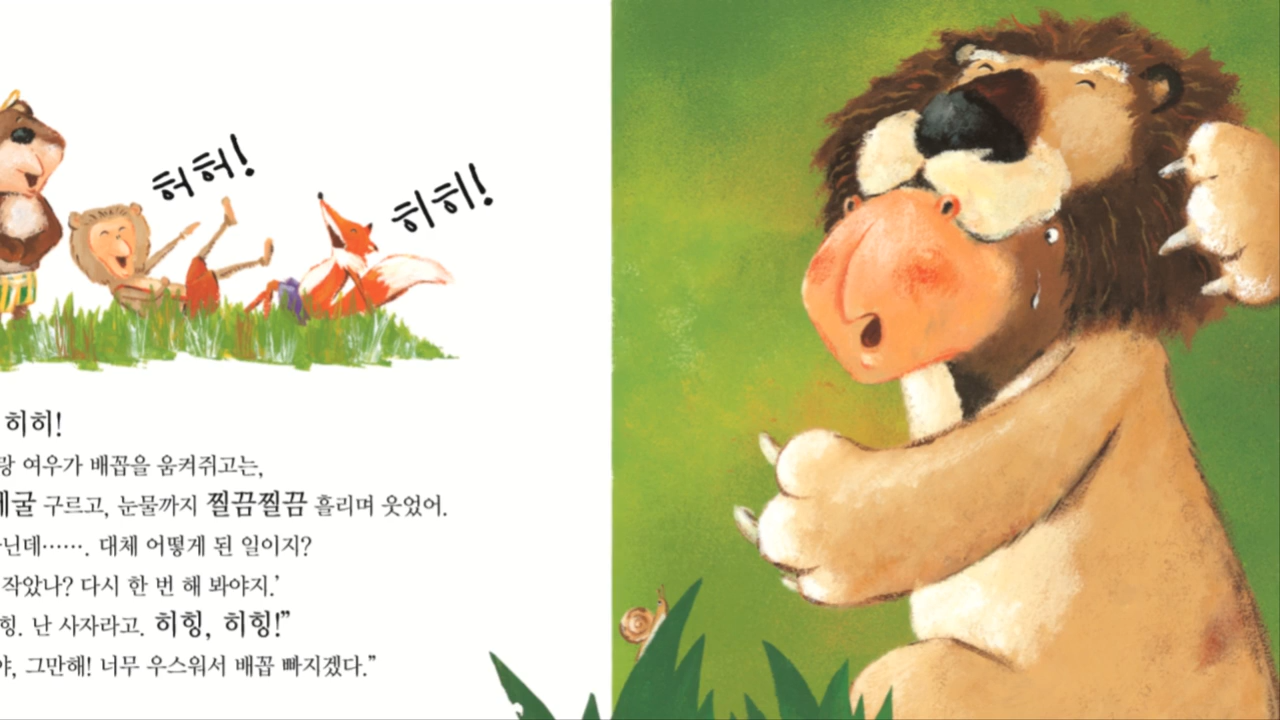 허허!
히히!
히히!
랑 여우가 배꼽을 움켜쥐고는,
굴 구르고, 눈물까지 찔끔찔끔 흘리며 웃었어.
닌데……. 대체 어떻게 된 일이지?
작았나? 다시 한 번 해 봐야지.’
힝. 난 사자라고. 히힝, 히힝!”
야, 그만해! 너무 우스워서 배꼽 빠지겠다.”